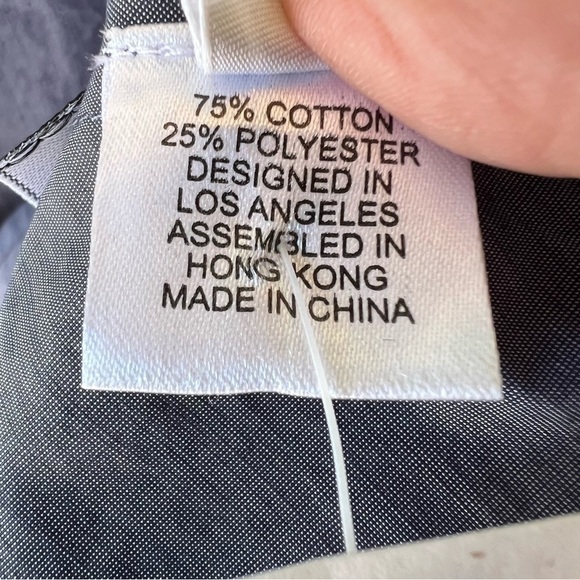 75% COTTON
25% POLYESTER
DESIGNED IN
LOS ANGELES
ASSEMBLED IN
HONG KONG
MADE IN CHINA